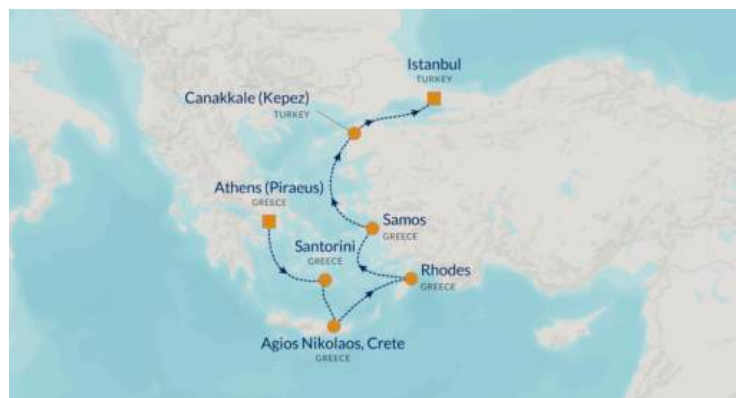 Istanbul
TURKEY
Canakkale (Kepez)
TURKEY
Athens (Piraeus)
GREECE
Samos
GREECE
Santorini
GREECE
Rhodes
GREECE
Agios Nikolaos, Crete
GREECE